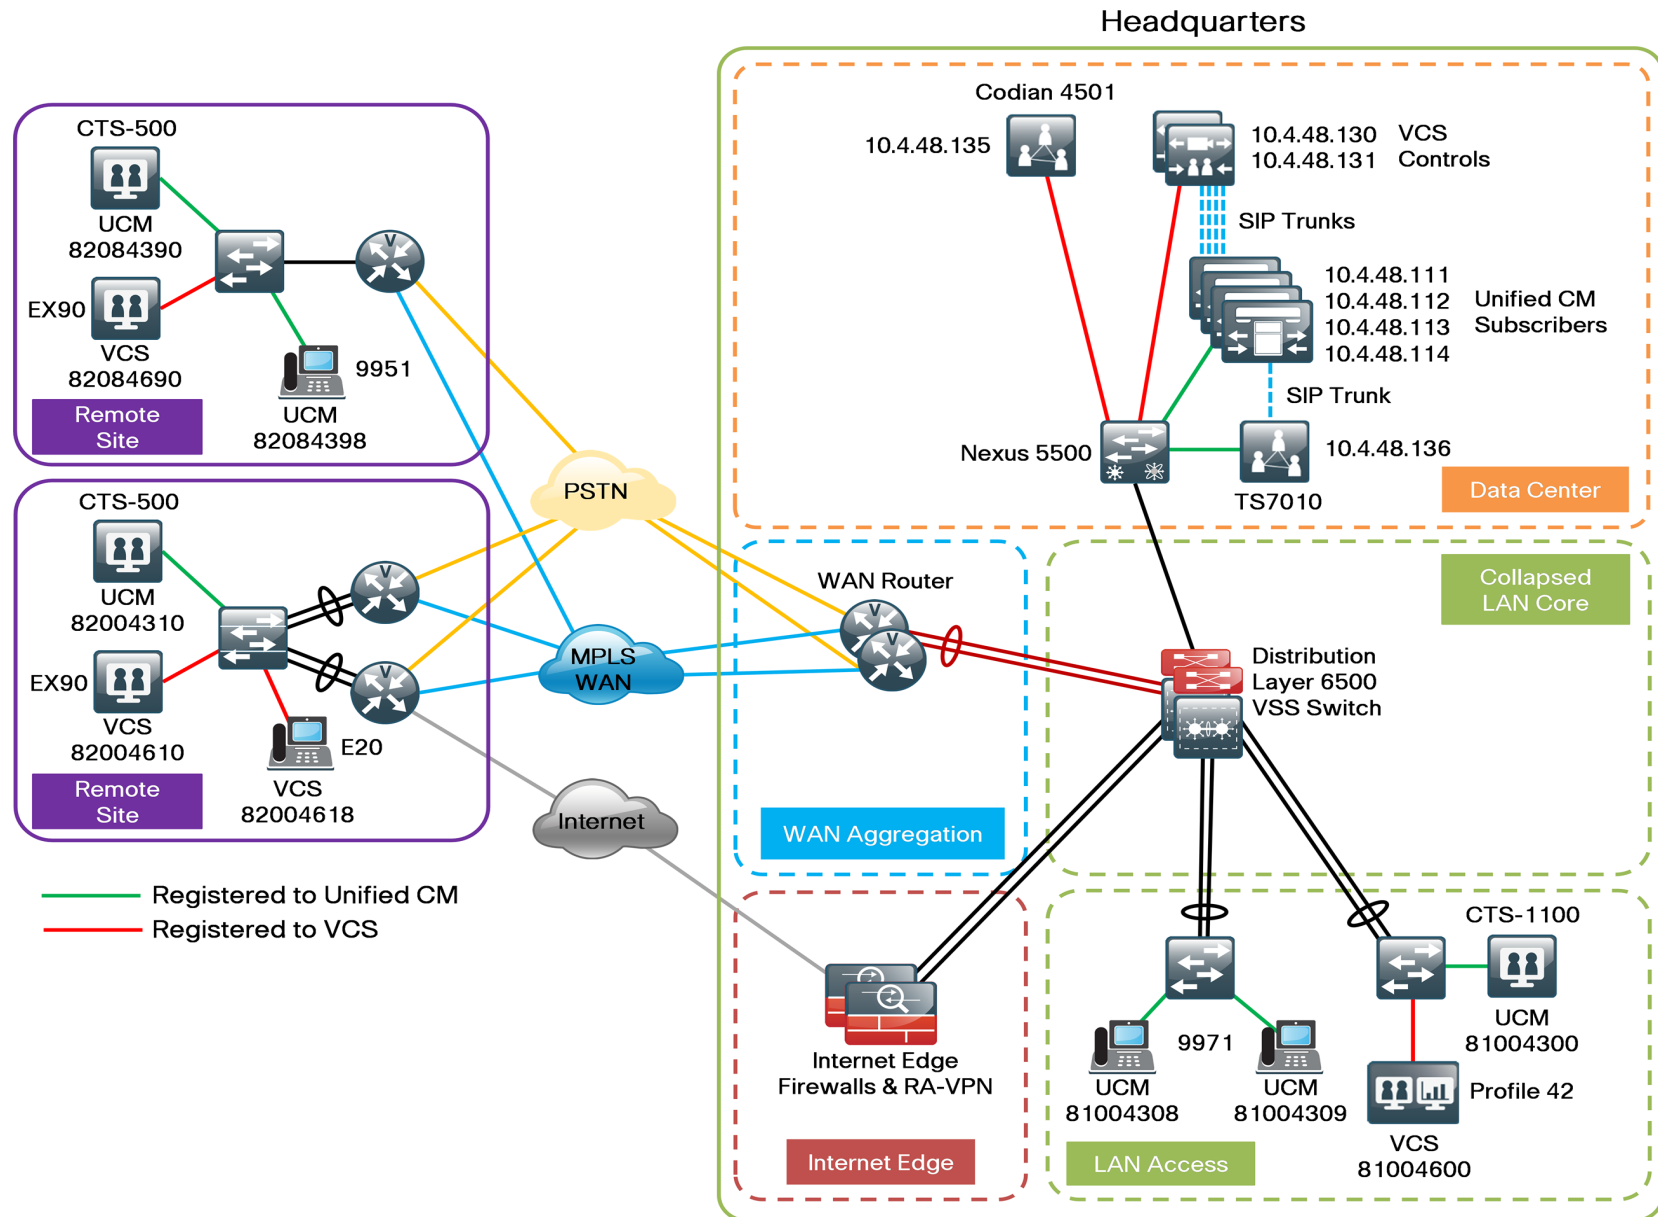 Headquarters
CTS-500
UCM
82084390
EX90
VCS
82084690
9951
UCM
82084398
Remote
Site
CTS-500
UCM
82004310
EX90
VCS
82004610
E20
VCS
82004618
Remote
Site
Registered to Unified CM
Registered to VCS
V
V
V
PSTN
MPLS
WAN
Internet
Codian 4501
10.4.48.135
10.4.48.130
10.4.48.131
VCS
Controls
SIP Trunks
10.4.48.111
10.4.48.112
10.4.48.113
10.4.48.114
Unified CM
Subscribers
SIP Trunk
Nexus 5500
10.4.48.136
TS7010
Data Center
WAN Router
V
V
WAN Aggregation
Collapsed
LAN Core
Distribution
Layer 6500
VSS Switch
Internet Edge
Firewalls & RA-VPN
Internet Edge
9971
UCM
81004308
UCM
81004309
CTS-1100
UCM
81004300
Profile 42
VCS
81004600
LAN Access